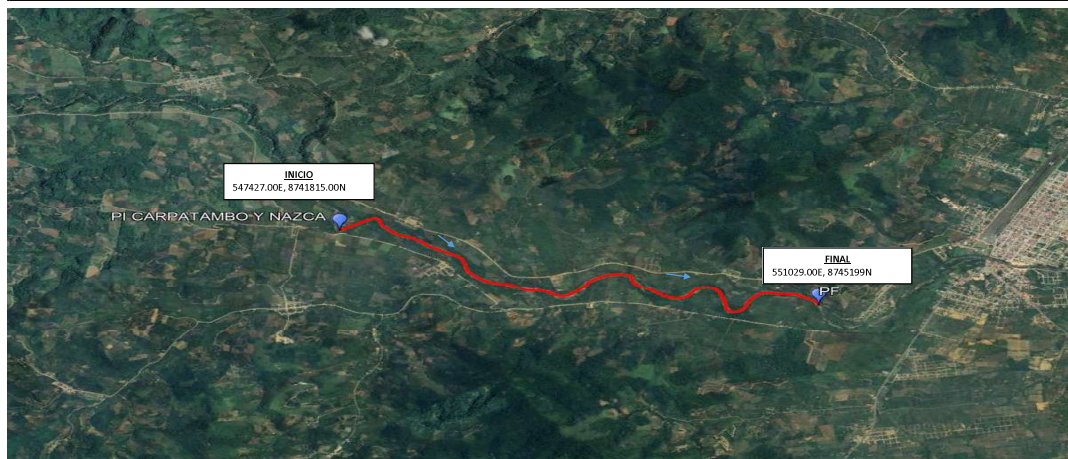 INICIO
547427.00E, 8741815.00N
PI CARPATAMBO Y NAZCA
FINAL
551029.00E, 8745199N
PF